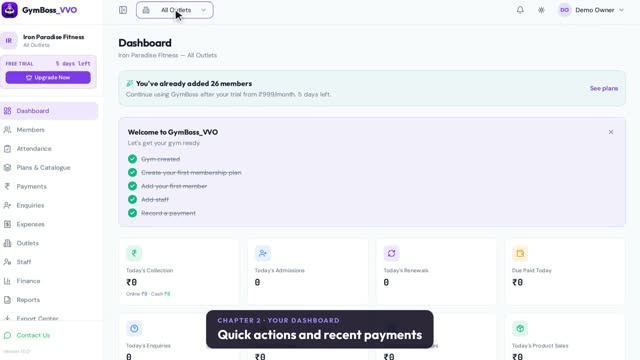 GymBoss_VVO
All Outlets
DO Demo Owner
IR
Iron Paradise Fitness
All Outlets
FREE TRIAL 5 days left
Upgrade Now
Dashboard
Members
Attendance
Plans & Catalogue
Payments
Enquiries
Expenses
Outlets
Staff
Finance
Reports
Export Center
Contact Us
Dashboard
Iron Paradise Fitness — All Outlets
You've already added 26 members
Continue using GymBoss after your trial from ₹999/month. 5 days left.
See plans
Welcome to GymBoss_VVO
Let's get your gym ready.
Gym created
Create your first membership plan
Add your first member
Add staff
Record a payment
Today's Collection
₹0
Online ₹0 · Cash ₹0
Today's Admissions
0
Today's Renewals
0
Due Paid Today
₹0
Today's Enquiries
0
Today's Product Sales
₹0
CHAPTER 2 · YOUR DASHBOARD
Quick actions and recent payments